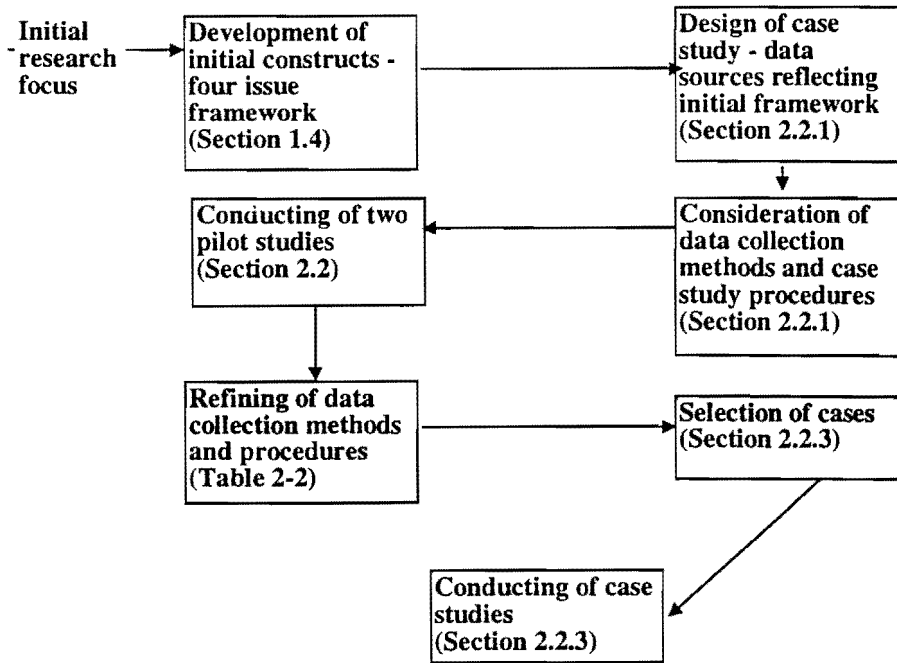 Initial
research
focus
Development of
initial constructs -
four issue
framework
(Section 1.4)
Design of case
study - data
sources reflecting
initial framework
(Section 2.2.1)
Consideration of
data collection
methods and case
study procedures
(Section 2.2.1)
Conducting of two
pilot studies
(Section 2.2)
Refining of data
collection methods
and procedures
(Table 2-2)
Selection of cases
(Section 2.2.3)
Conducting of case
studies
(Section 2.2.3)